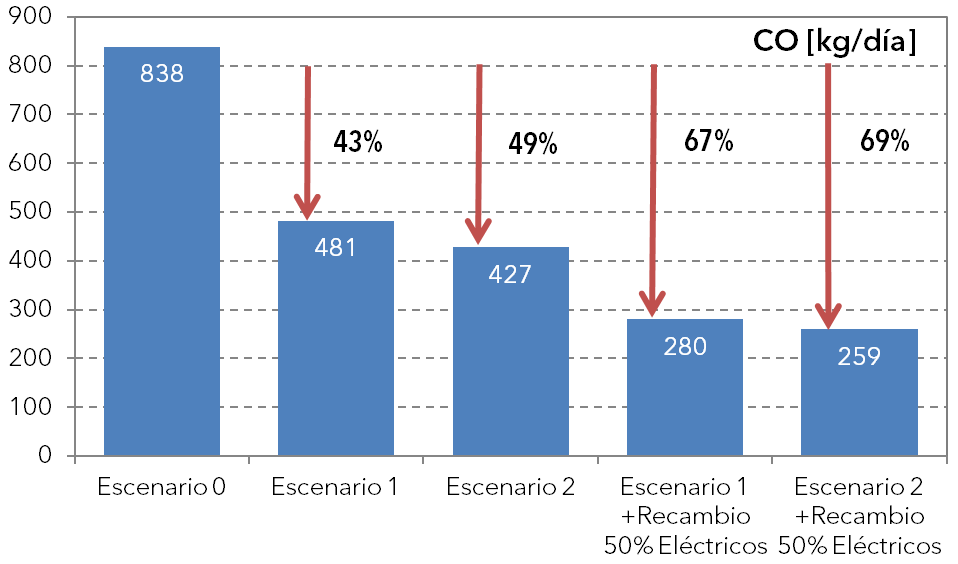 CO [kg/día]
900
800
700
600
500
400
300
200
100
0
838
481
427
280
259
43%
49%
67%
69%
Escenario 0
Escenario 1
Escenario 2
Escenario 1
+Recambio
50% Eléctricos
Escenario 2
+Recambio
50% Eléctricos